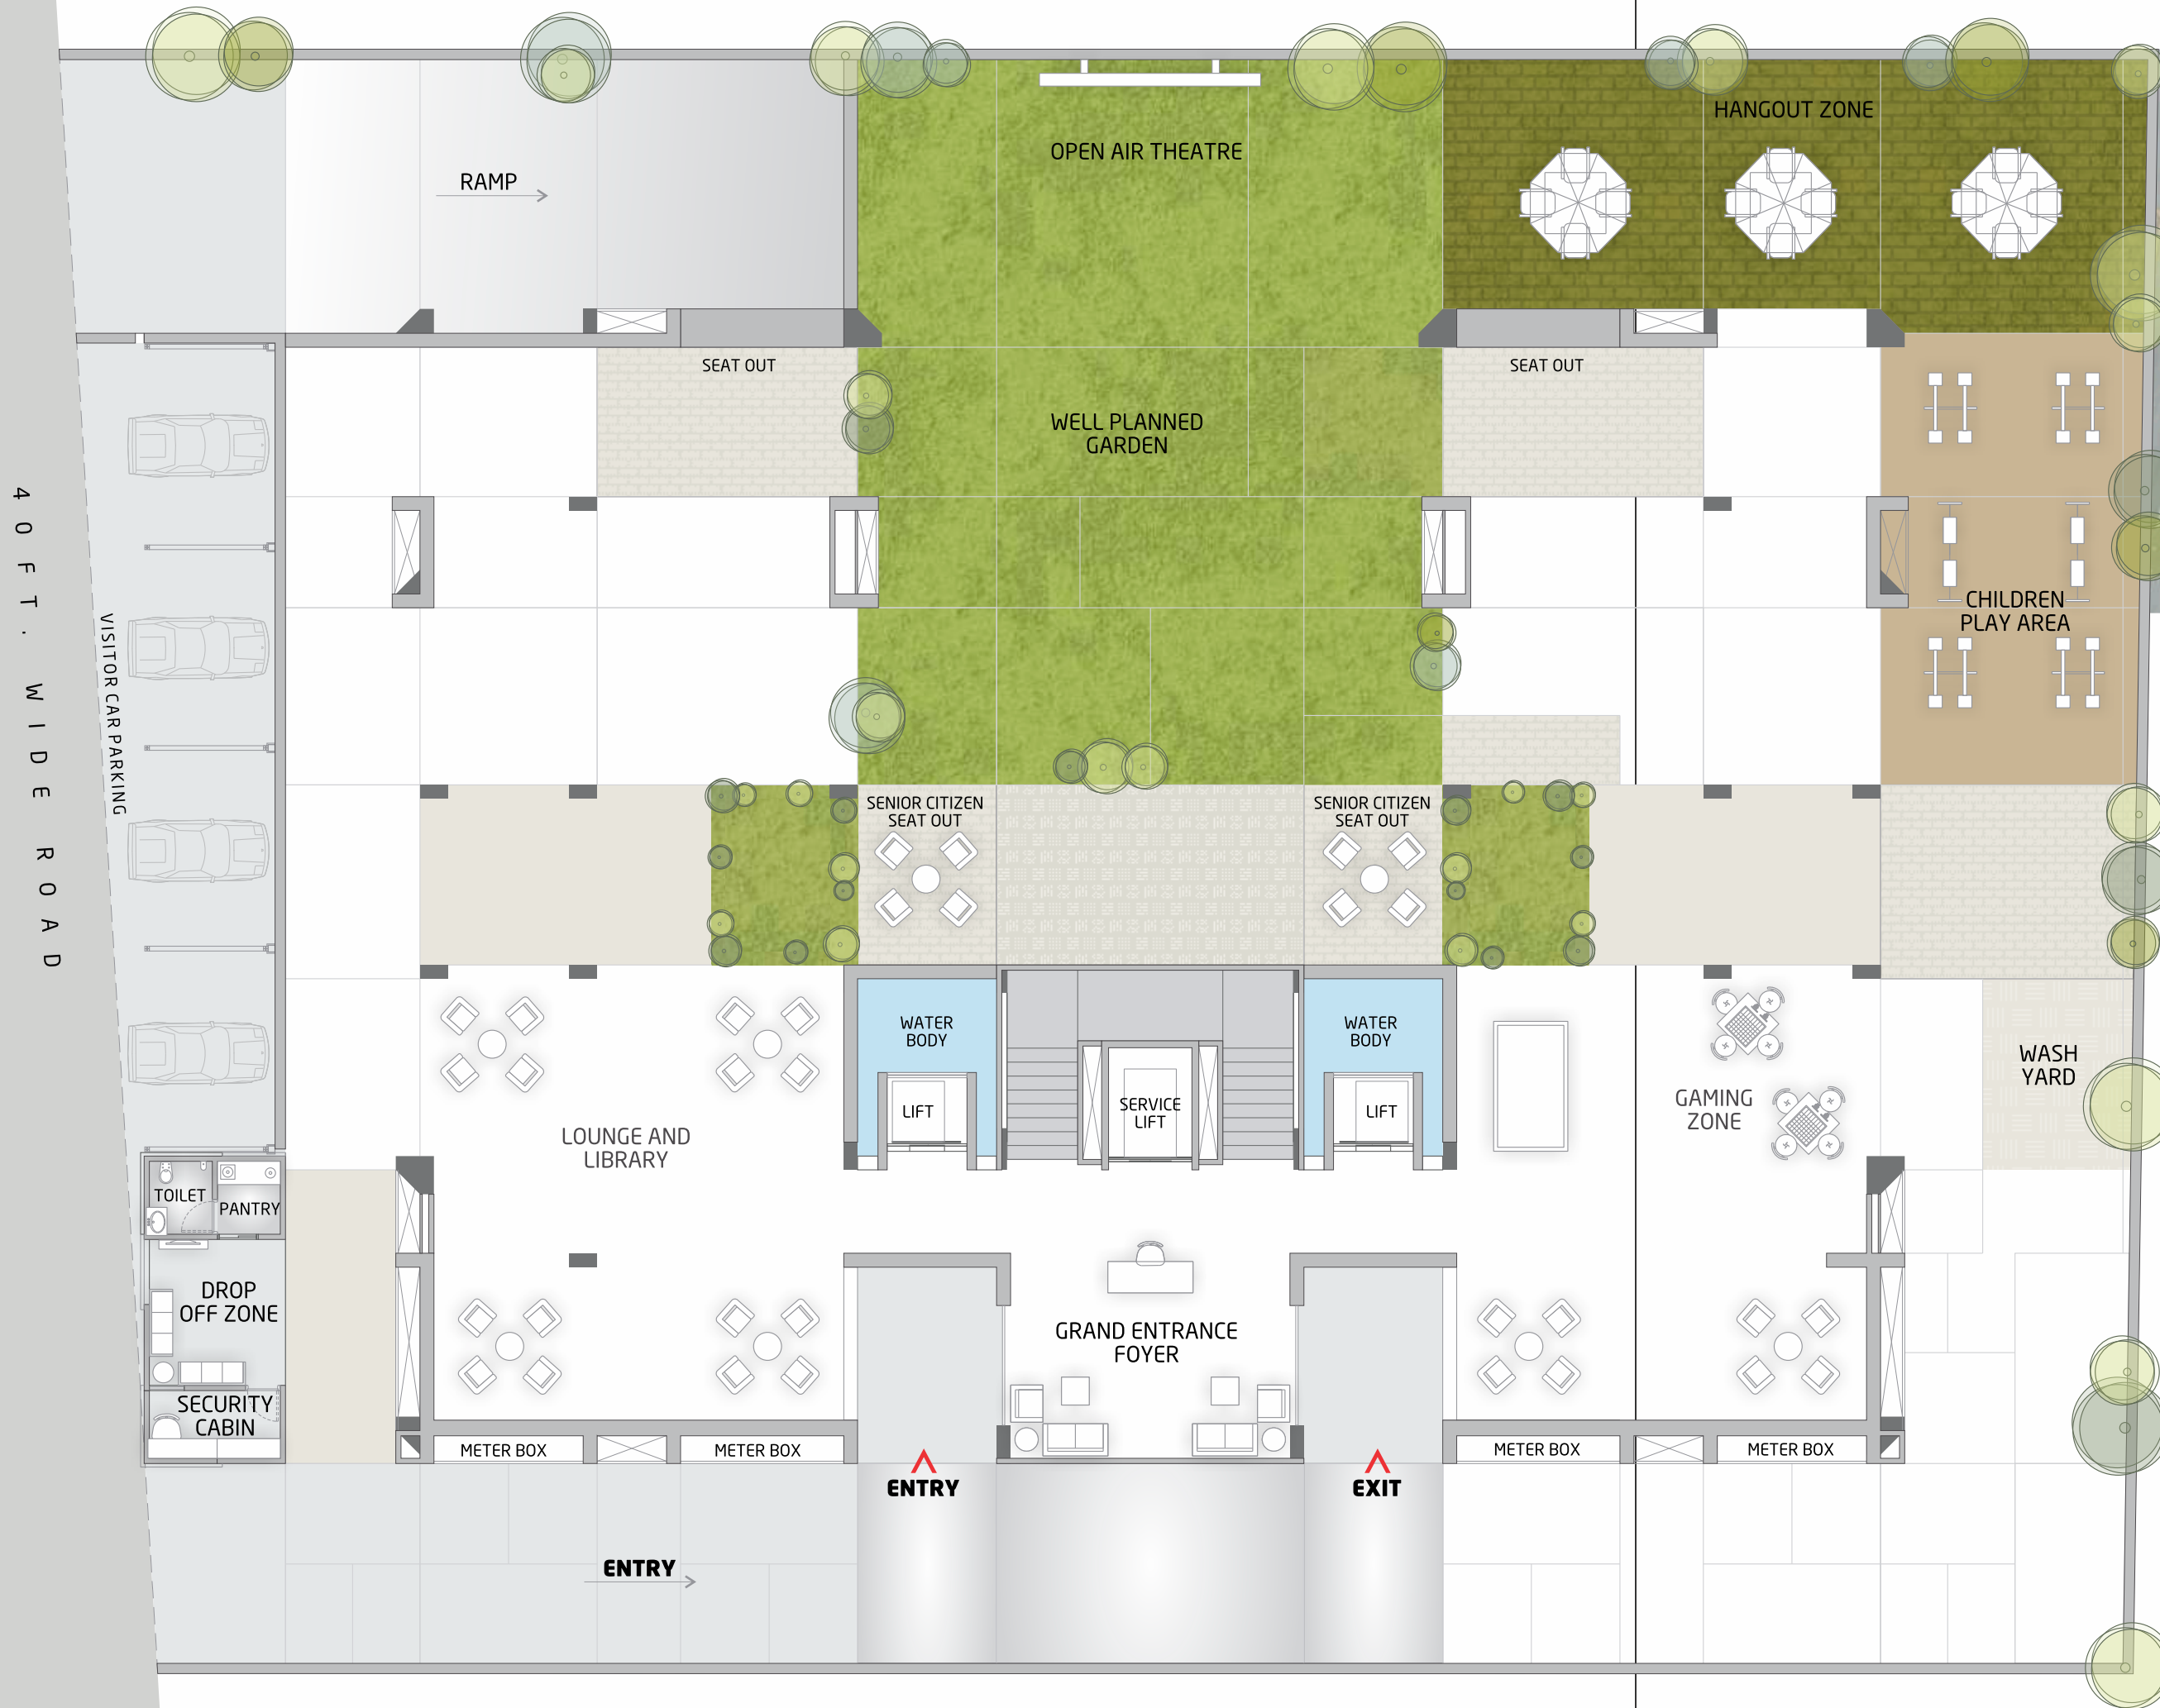 HANGOUT ZONE
OPEN AIR THEATRE
RAMP
SEAT OUT
SEAT OUT
WELL PLANNED
GARDEN
40FT. WIDE ROAD
VISITOR CAR PARKING
CHILDREN
PLAY AREA
SENIOR CITIZEN
SEAT OUT
SENIOR CITIZEN
SEAT OUT
WATER
BODY
WATER
BODY
LIFT
SERVICE
LIFT
LIFT
GAMING
ZONE
WASH
YARD
LOUNGE AND
LIBRARY
TOILET
PANTRY
DROP
OFF ZONE
SECURITY
CABIN
GRAND ENTRANCE
FOYER
METER BOX
METER BOX
METER BOX
METER BOX
ENTRY
EXIT
ENTRY